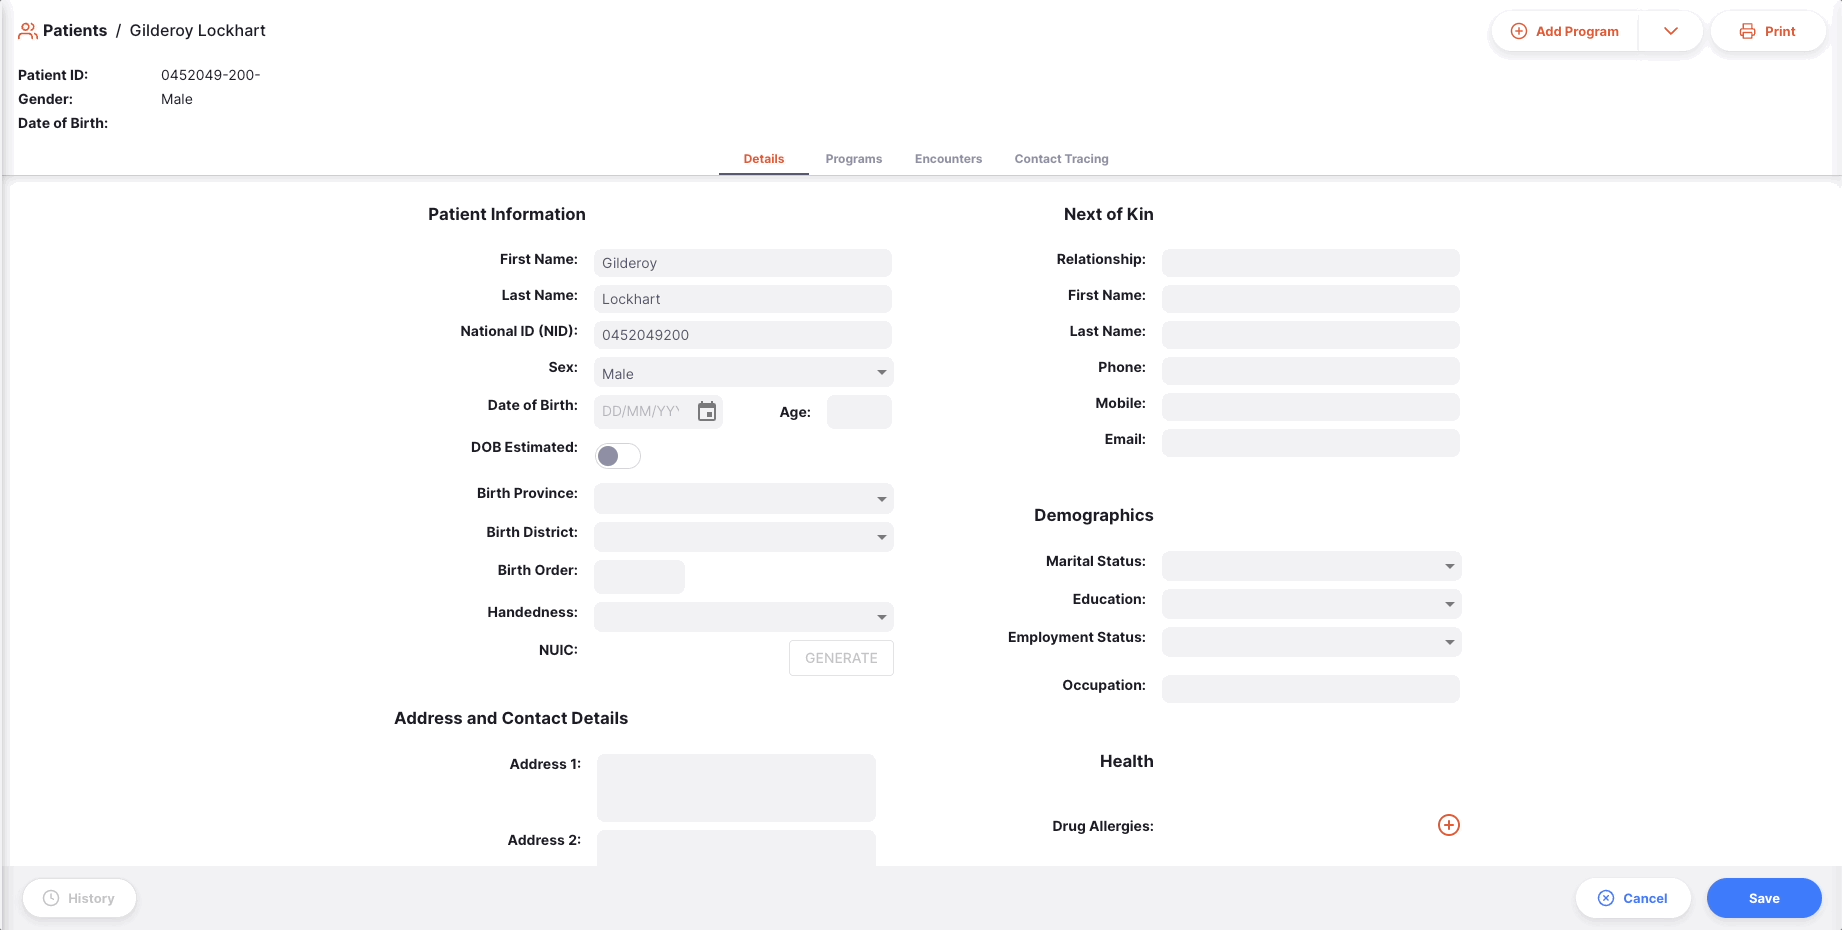 Patients / Gilderoy Lockhart
Add Program
Print
Patient ID: 0452049-200-
Gender: Male
Date of Birth:
Details Programs Encounters Contact Tracing
Patient Information
First Name: Gilderoy
Last Name: Lockhart
National ID (NID): 0452049200
Sex: Male
Date of Birth: DD/MM/YYY Age:
DOB Estimated:
Birth Province:
Birth District:
Birth Order:
Handedness:
NUIC: GENERATE
Address and Contact Details
Address 1:
Address 2:
Next of Kin
Relationship:
First Name:
Last Name:
Phone:
Mobile:
Email:
Demographics
Marital Status:
Education:
Employment Status:
Occupation:
Health
Drug Allergies:
History
Cancel
Save